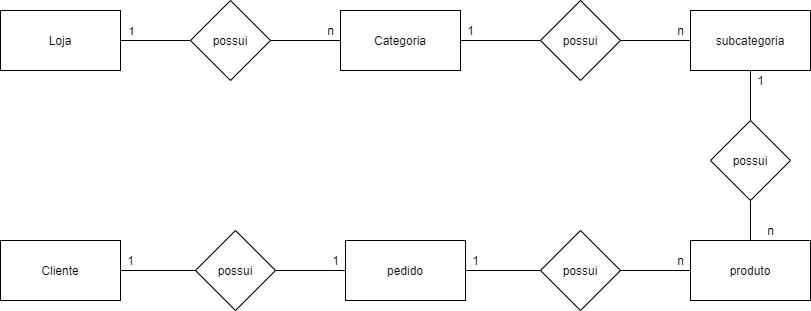 Loja 1 possui n Categoria 1 possui n subcategoria
1
possui
n
Cliente 1 possui 1 pedido 1 possui n produto